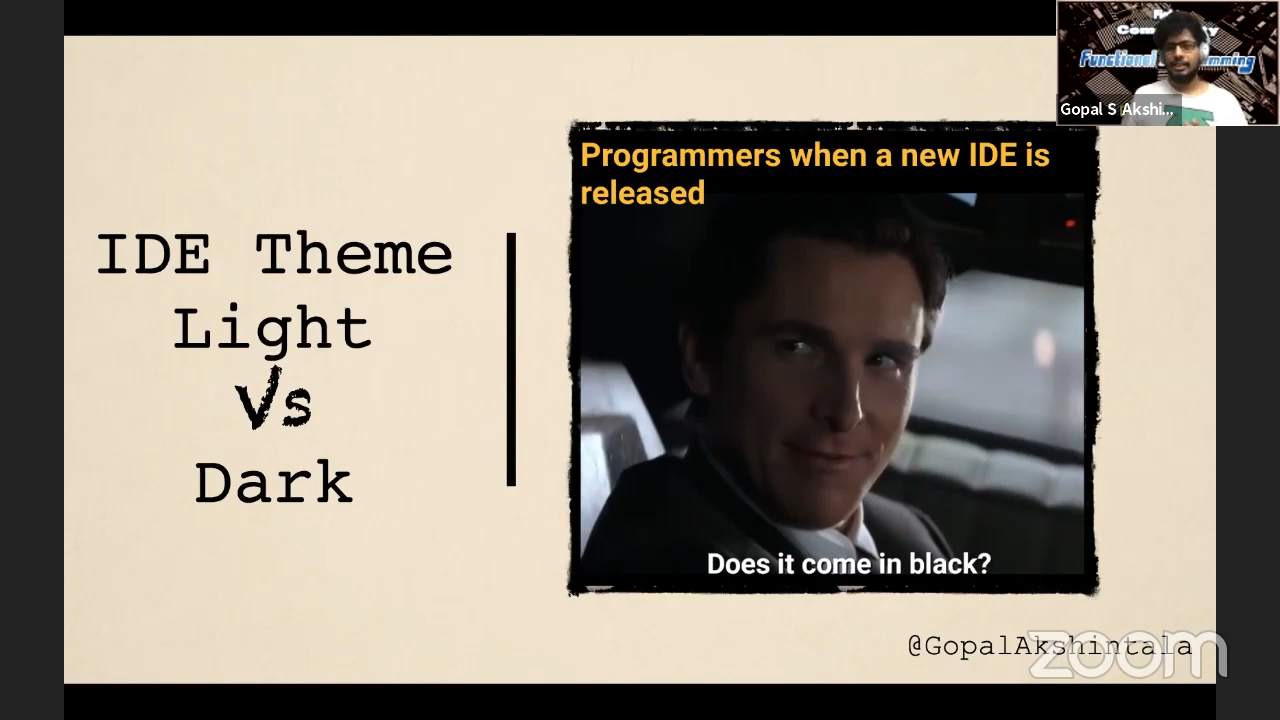 IDE Theme
Light
Vs
Dark
Programmers when a new IDE is
released
Does it come in black?
@GopalAkshintala
zoom
Functional
Gopal S Akshi...